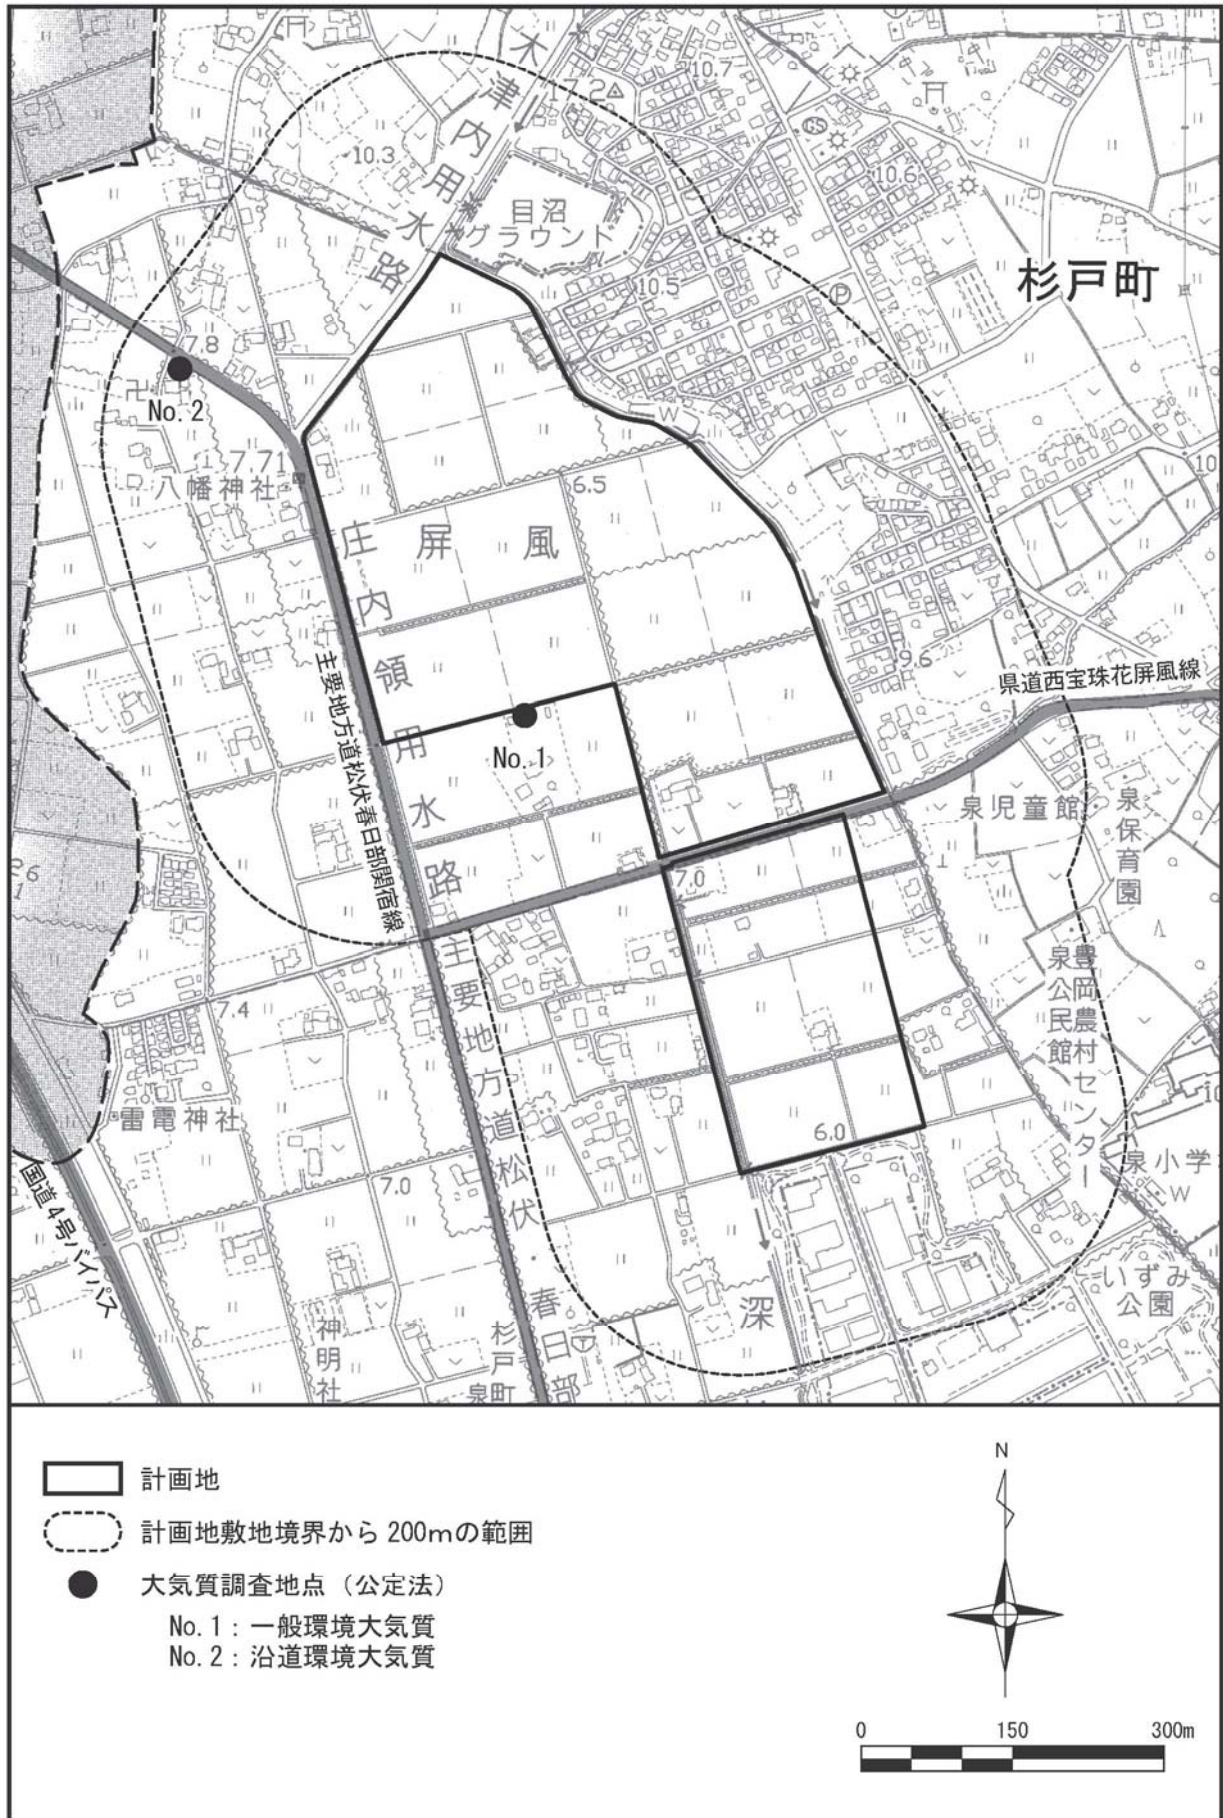 木津内用水路
10.7
10.3
目沼
グラウンド
GS
10.6
10.5
P
杉戸町
7.8
No. 2
7.71
八幡神社
W
6.5
10
庄内領用水路
屏風
9.6
主要地方道松伏春日部関宿線
県道西宝珠花屏風線
No. 1
泉児童館
泉保育園
7.0
主要地方道松伏・春日部
豊岡農村センター
泉公民館
7.4
雷電神社
6.0
泉小学
W
7.0
国道4号バイパス
いずみ
公園
深
神明社
杉戸町
泉
計画地
計画地敷地境界から 200mの範囲
大気質調査地点（公定法）
No. 1 : 一般環境大気質
No. 2 : 沿道環境大気質
N
0 150 300m